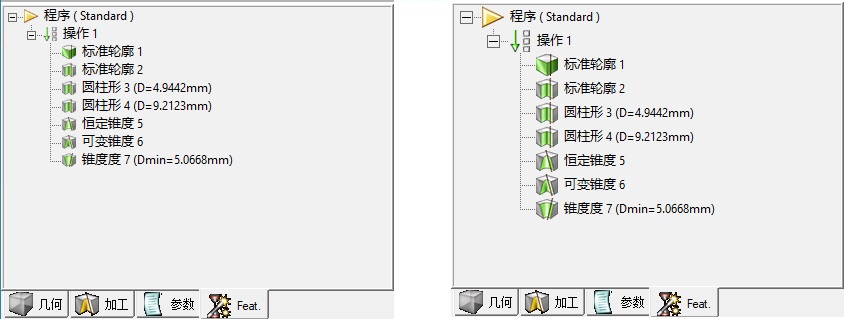 程序 ( Standard )
操作 1
标准轮廓 1
标准轮廓 2
圆柱形 3 (D=4.9442mm)
圆柱形 4 (D=9.2123mm)
恒定锥度 5
可变锥度 6
锥度度 7 (Dmin=5.0668mm)
几何 加工 参数 Feat.
程序 ( Standard )
操作 1
标准轮廓 1
标准轮廓 2
圆柱形 3 (D=4.9442mm)
圆柱形 4 (D=9.2123mm)
恒定锥度 5
可变锥度 6
锥度度 7 (Dmin=5.0668mm)
几何 加工 参数 Feat.